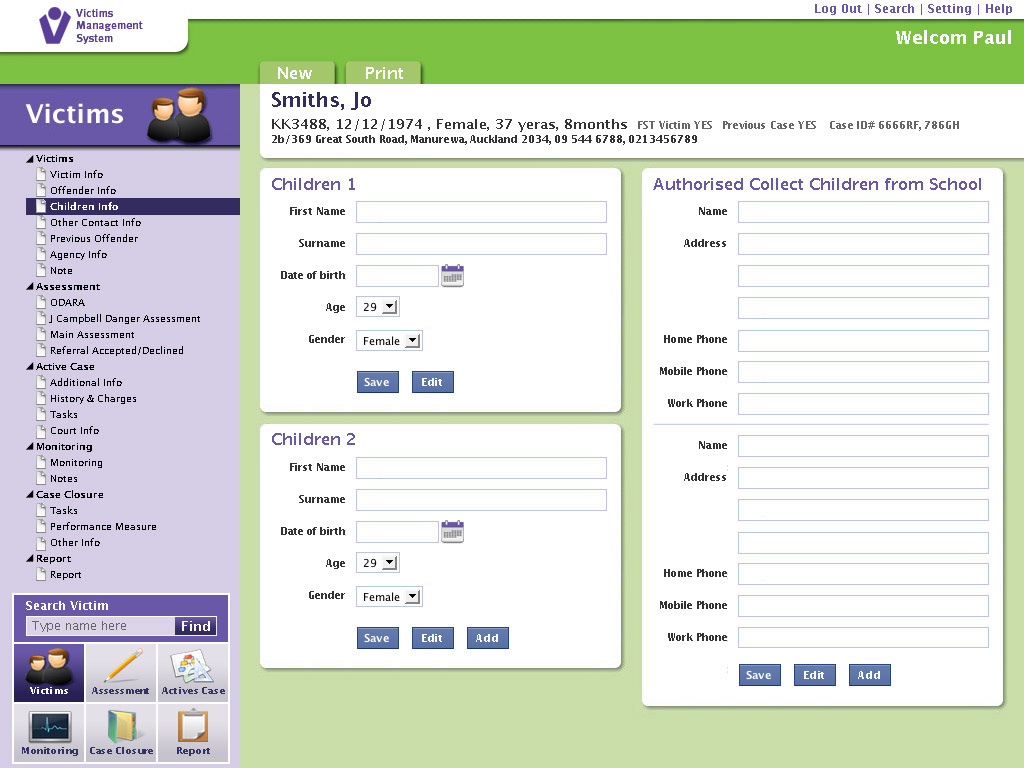 Victims
Management
System
Log Out | Search | Setting | Help
Welcom Paul
New
Print
Victims
Smiths, Jo
KK3488, 12/12/1974 , Female, 37 yeras, 8months FST Victim YES Previous Case YES Case ID# 6666RF, 786GH
2b/369 Great South Road, Manurewa, Auckland 2034, 09 544 6788, 0213456789
Victims
Victim Info
Offender Info
Children Info
Other Contact Info
Previous Offender
Agency Info
Note
Assessment
ODARA
J Campbell Danger Assessment
Main Assessment
Referral Accepted/Declined
Active Case
Additional Info
History & Charges
Tasks
Court Info
Monitoring
Monitoring
Notes
Case Closure
Tasks
Performance Measure
Other Info
Report
Report
Search Victim
Type name here Find
Victims Assessment Actives Case
Monitoring Case Closure Report
Children 1
First Name
Surname
Date of birth
Age 29
Gender Female
Save Edit
Children 2
First Name
Surname
Date of birth
Age 29
Gender Female
Save Edit Add
Authorised Collect Children from School
Name
Address
Home Phone
Mobile Phone
Work Phone
Name
Address
Home Phone
Mobile Phone
Work Phone
Save Edit Add